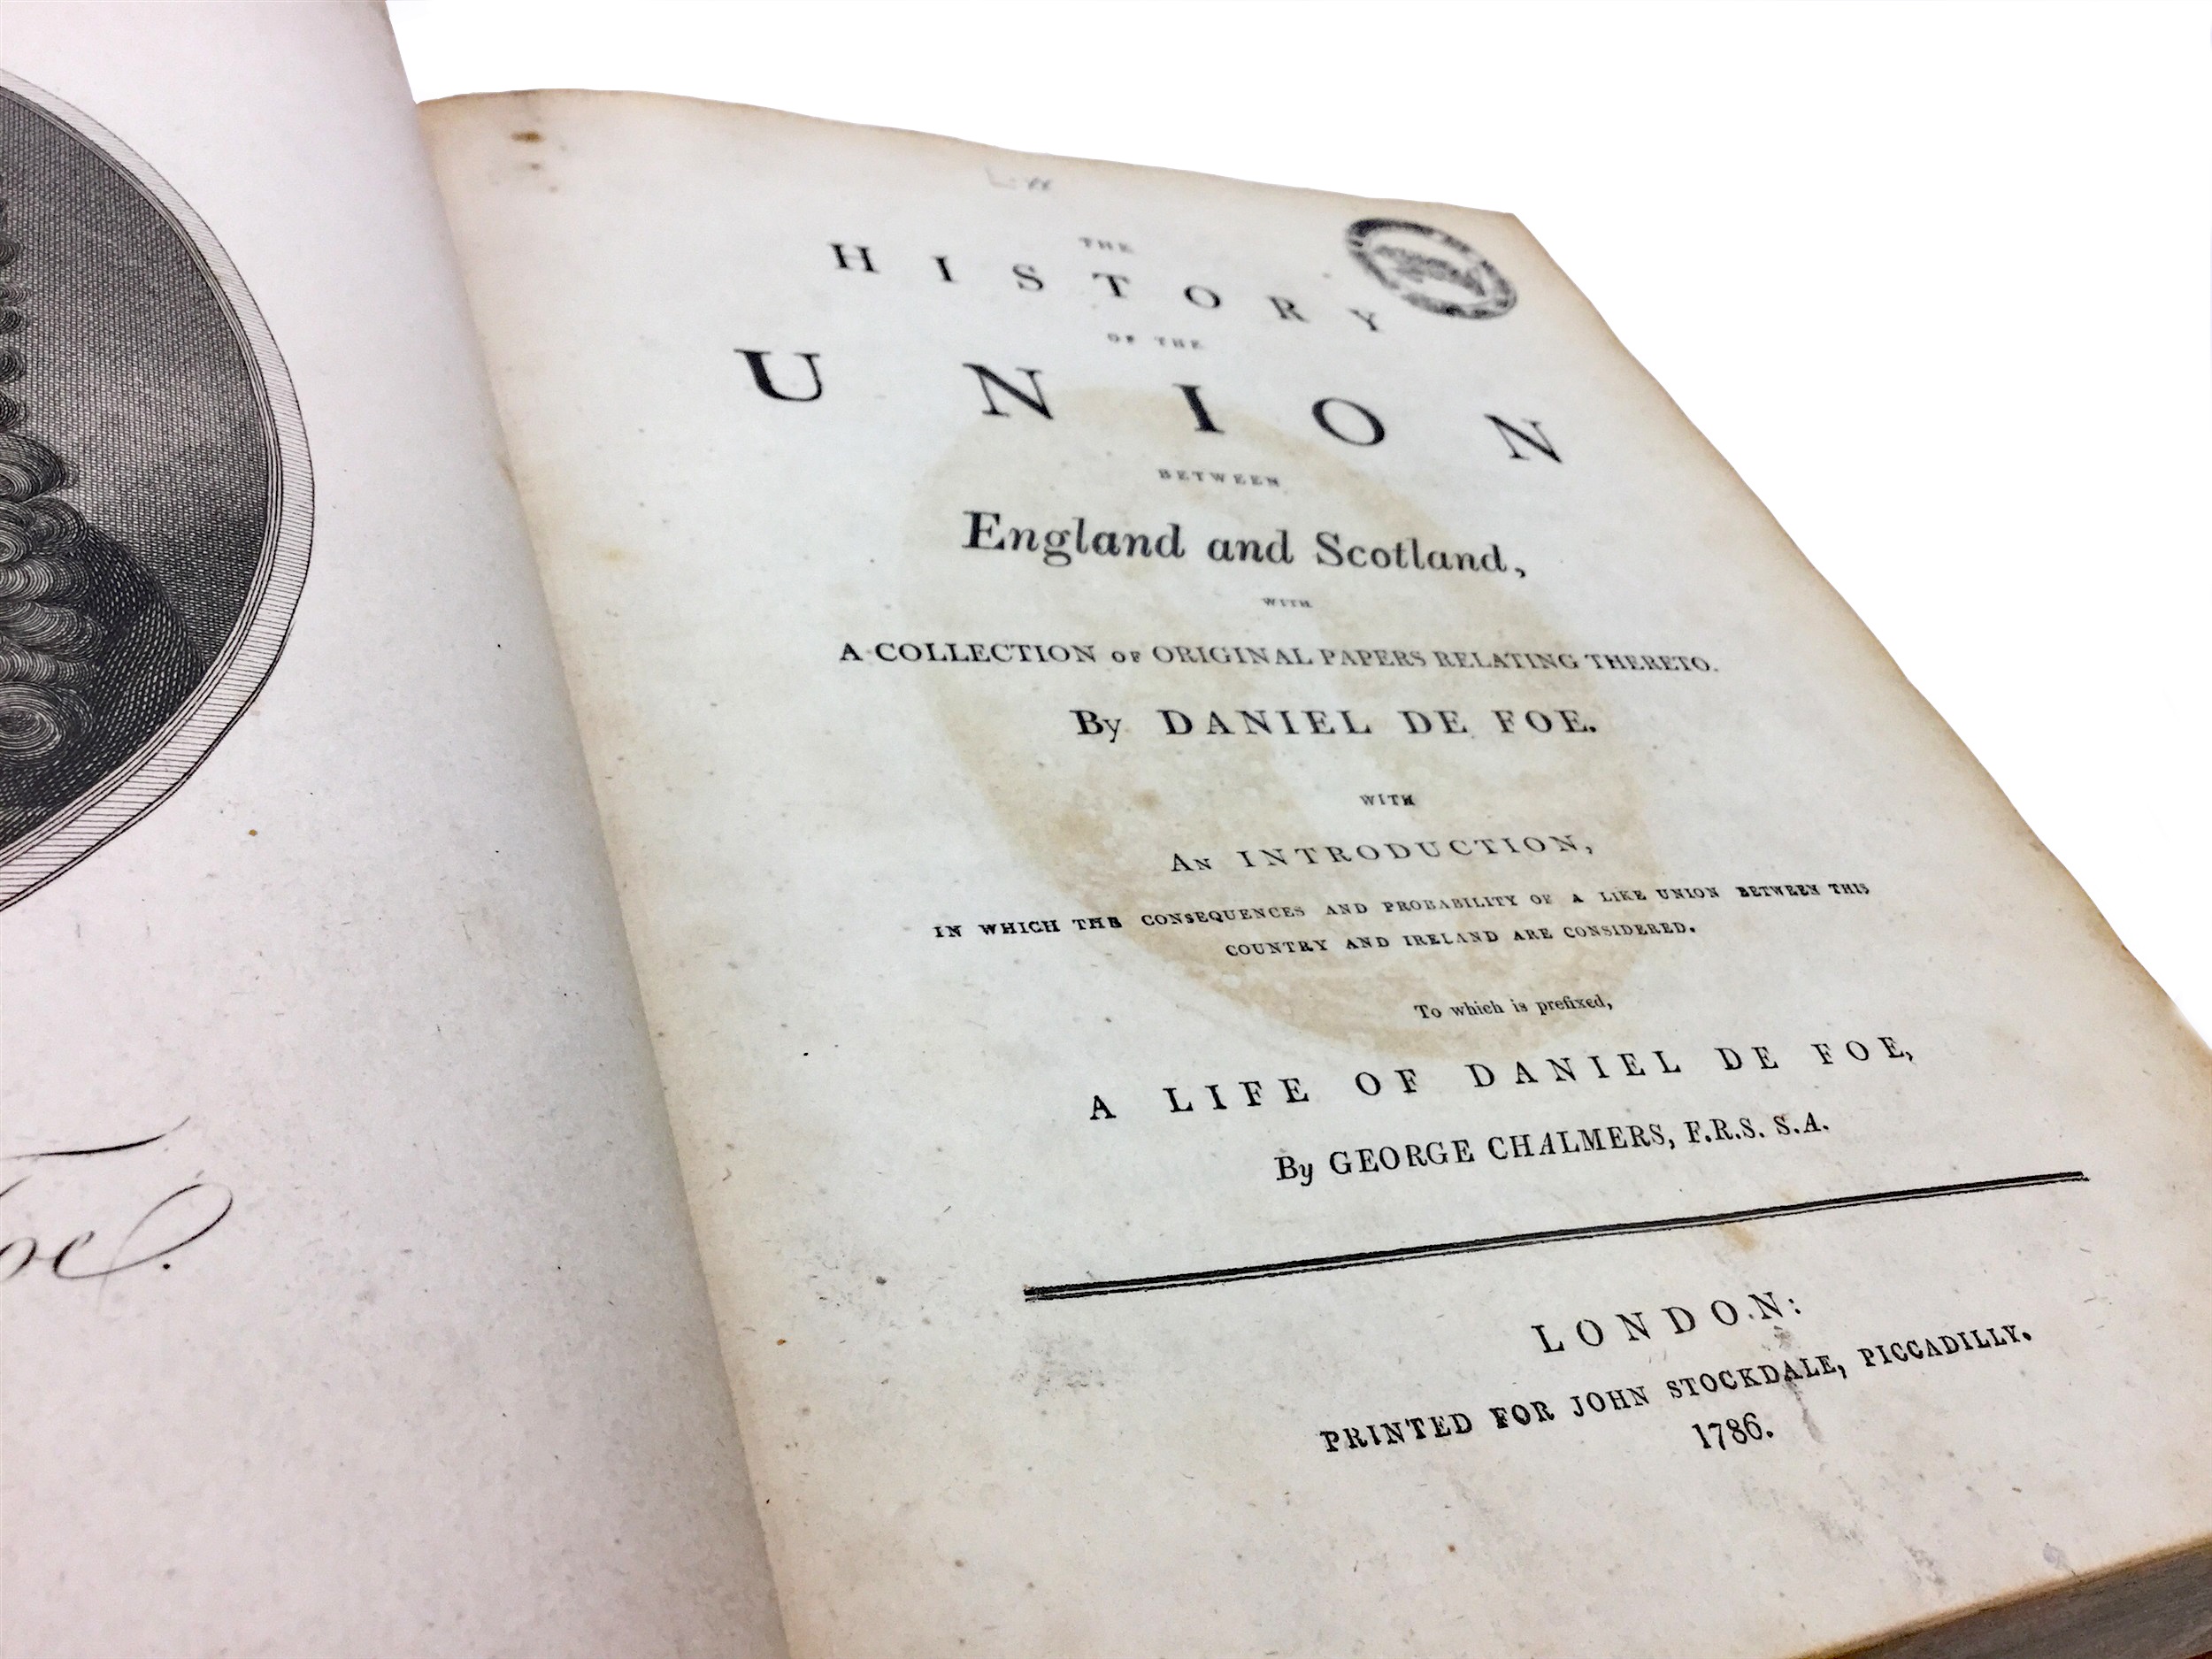 oe.
THE
HISTORY
OF THE
UNION
BETWEEN
England and Scotland,
WITH
A COLLECTION OF ORIGINAL PAPERS RELATING THERETO.
By DANIEL DE FOE.
WITH
AN INTRODUCTION,
IN WHICH THE CONSEQUENCES AND PROBABILITY OF A LIKE UNION BETWEEN THIS
COUNTRY AND IRELAND ARE CONSIDERED.
To which is prefixed,
A LIFE OF DANIEL DE FOE,
By GEORGE CHALMERS, F.R.S. S.A.
LONDON:
PRINTED FOR JOHN STOCKDALE, PICCADILLY.
1786.